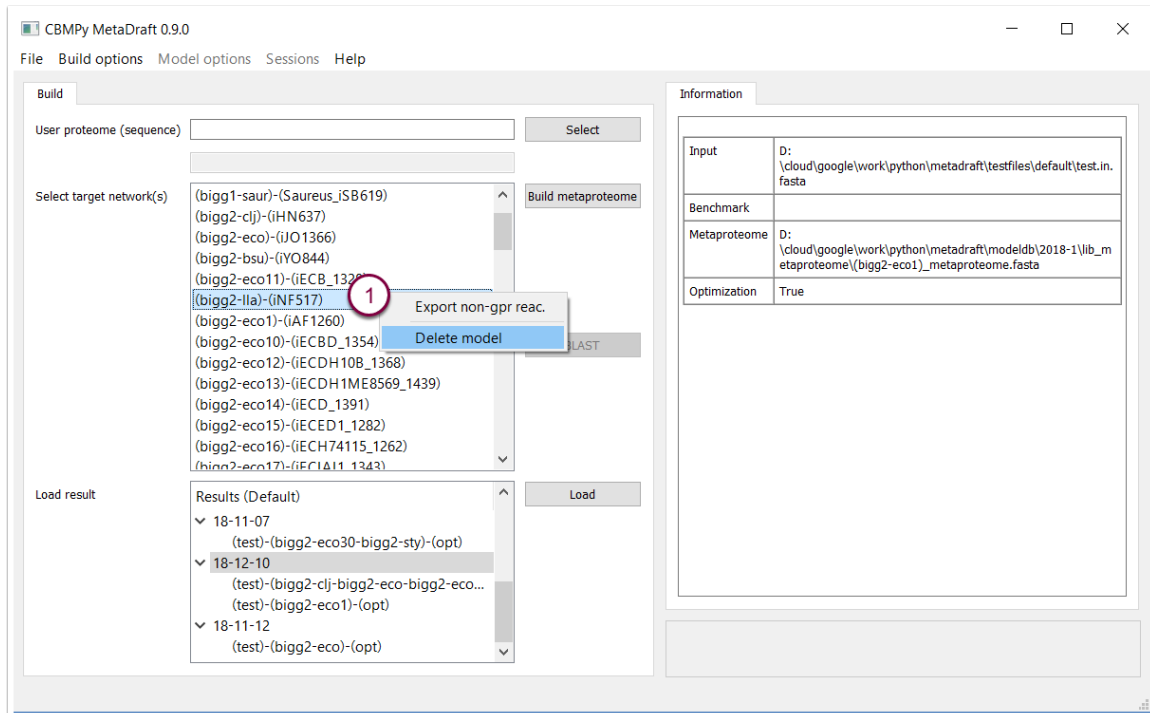 CBMPy MetaDraft 0.9.0
File Build options Model options Sessions Help
Build
User proteome (sequence)
Select
Select target network(s)
(bigg1-saur)-(Saureus_iSB619)
(bigg2-clj)-(iHN637)
(bigg2-eco)-(iJO1366)
(bigg2-bsu)-(iYO844)
(bigg2-eco11)-(iECB_1328)
(bigg2-lla)-(iNF517)
(bigg2-eco1)-(iAF1260)
(bigg2-eco10)-(iECBD_1354)
(bigg2-eco12)-(iECDH10B_1368)
(bigg2-eco13)-(iECDH1ME8569_1439)
(bigg2-eco14)-(iECD_1391)
(bigg2-eco15)-(iECED1_1282)
(bigg2-eco16)-(iECH74115_1262)
(bigg2-eco17)-(iECIAI1_1343)
Build metaproteome
1
Export non-gpr reac.
Delete model
LAST
Load result
Results (Default)
18-11-07
(test)-(bigg2-eco30-bigg2-sty)-(opt)
18-12-10
(test)-(bigg2-clj-bigg2-eco-bigg2-eco...
(test)-(bigg2-eco1)-(opt)
18-11-12
(test)-(bigg2-eco)-(opt)
Load
Information
Input
D:
\cloud\google\work\python\metadraft\testfiles\default\test.in.
fasta
Benchmark
Metaproteome
D:
\cloud\google\work\python\metadraft\modeldb\2018-1\lib_m
etaproteome\(bigg2-eco1)_metaproteome.fasta
Optimization
True